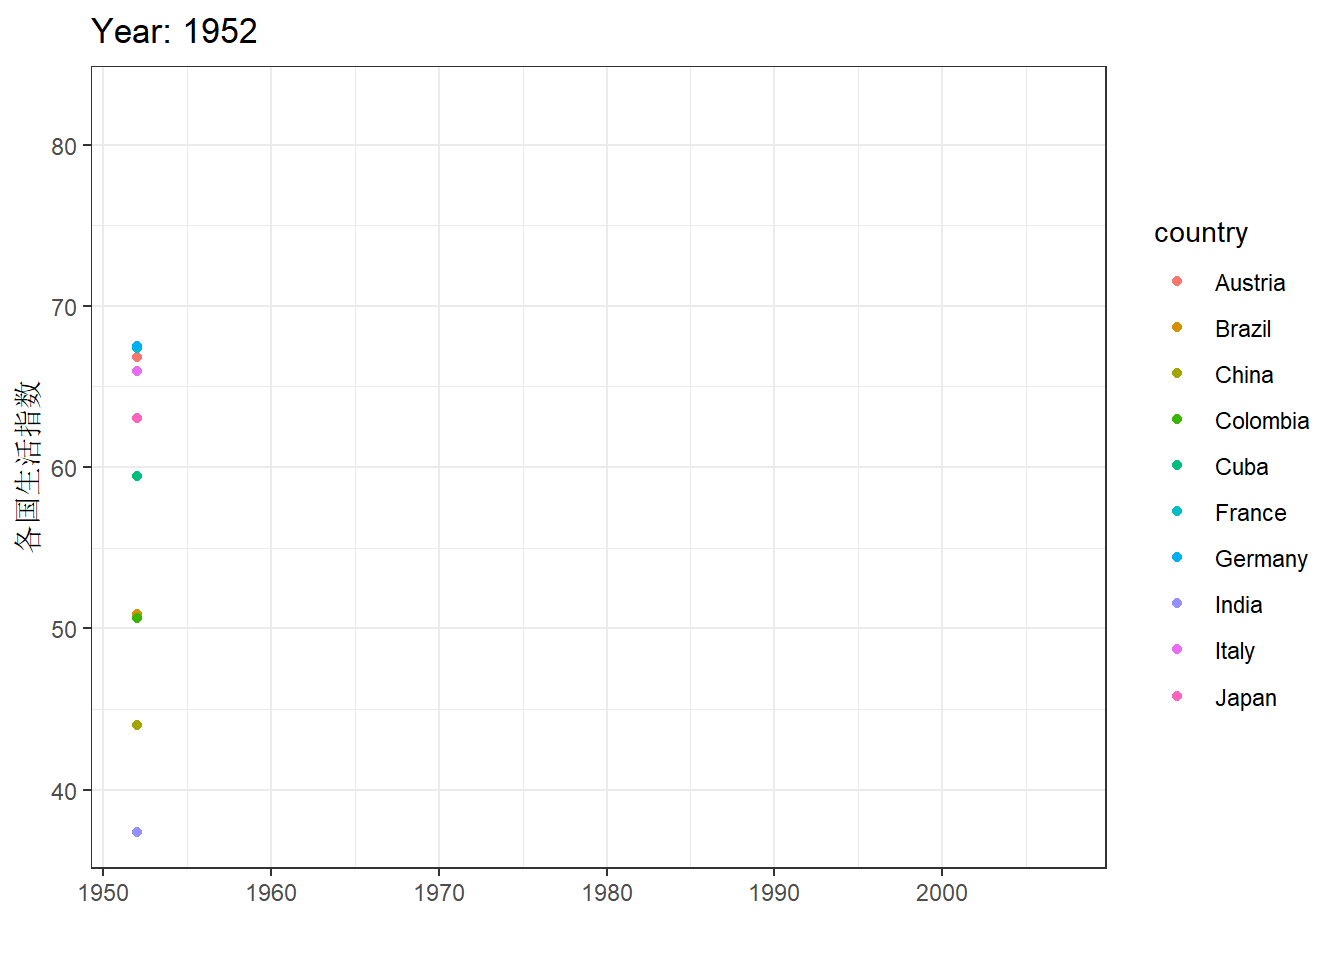 Year: 1952
各国生活指数
80
70
60
50
40
1950 1960 1970 1980 1990 2000
country
Austria
Brazil
China
Colombia
Cuba
France
Germany
India
Italy
Japan